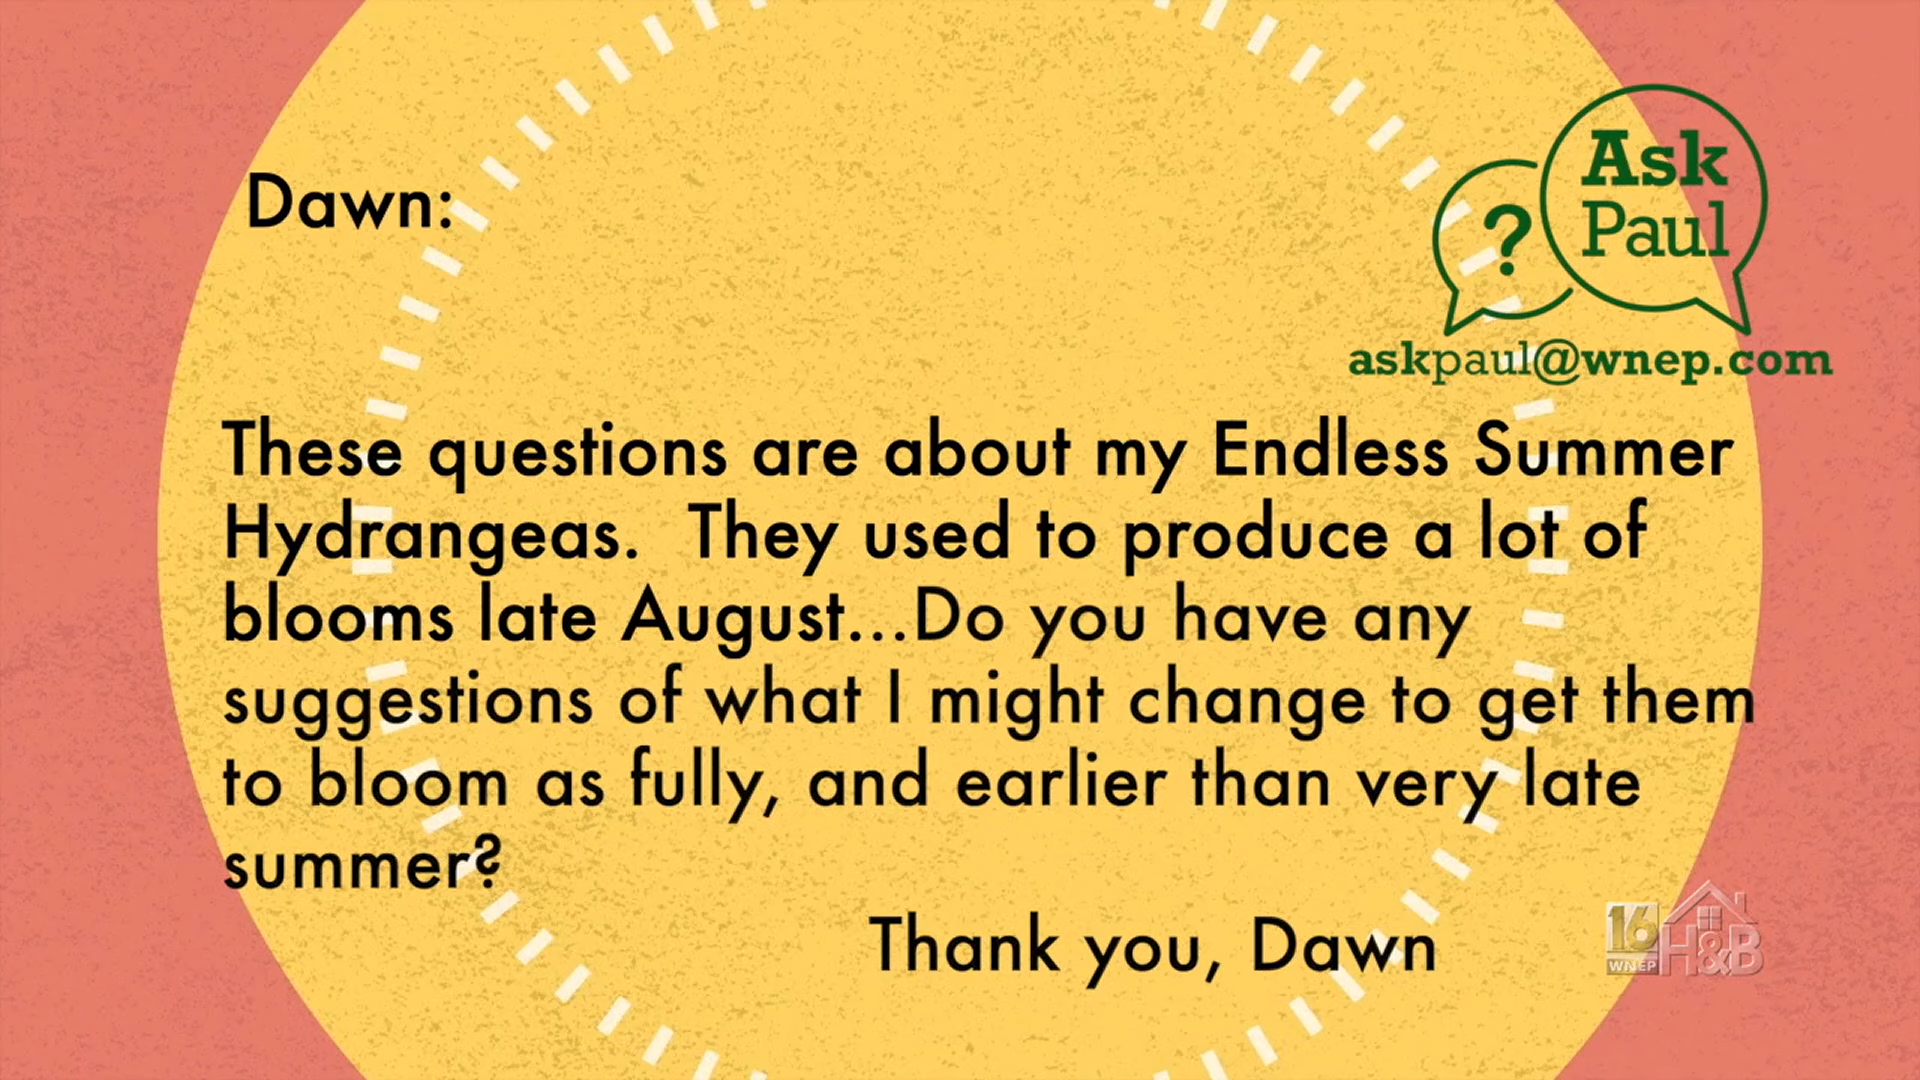 Ask
Paul
?
askpaul@wnep.com
Dawn:
These questions are about my Endless Summer
Hydrangeas.  They used to produce a lot of
blooms late August...Do you have any
suggestions of what I might change to get them
to bloom as fully, and earlier than very late
summer?
Thank you, Dawn
16
WNEP
H&B